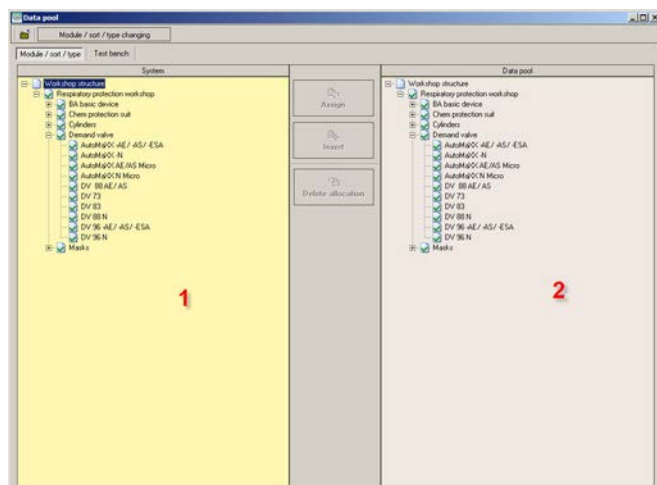 Data pool
Module / sort / type changing
Module / sort / type Test bench
System
Workshop structure
Respiratory protection workshop
BA basic device
Chem protection suit
Cylinders
Demand valve
AutoMaXX-AE/-AS/-ESA
AutoMaXX-N
AutoMaXX AE/AS Micro
AutoMaXX N Micro
DV 88 AE/AS
DV 73
DV 83
DV 88 N
DV 96-AE/-AS/-ESA
DV 96 N
Masks
1
Assign
Insert
Delete allocation
Data pool
Workshop structure
Respiratory protection workshop
BA basic device
Chem protection suit
Cylinders
Demand valve
AutoMaXX-AE/-AS/-ESA
AutoMaXX-N
AutoMaXX AE/AS Micro
AutoMaXX N Micro
DV 88 AE/AS
DV 73
DV 83
DV 88 N
DV 96-AE/-AS/-ESA
DV 96 N
Masks
2